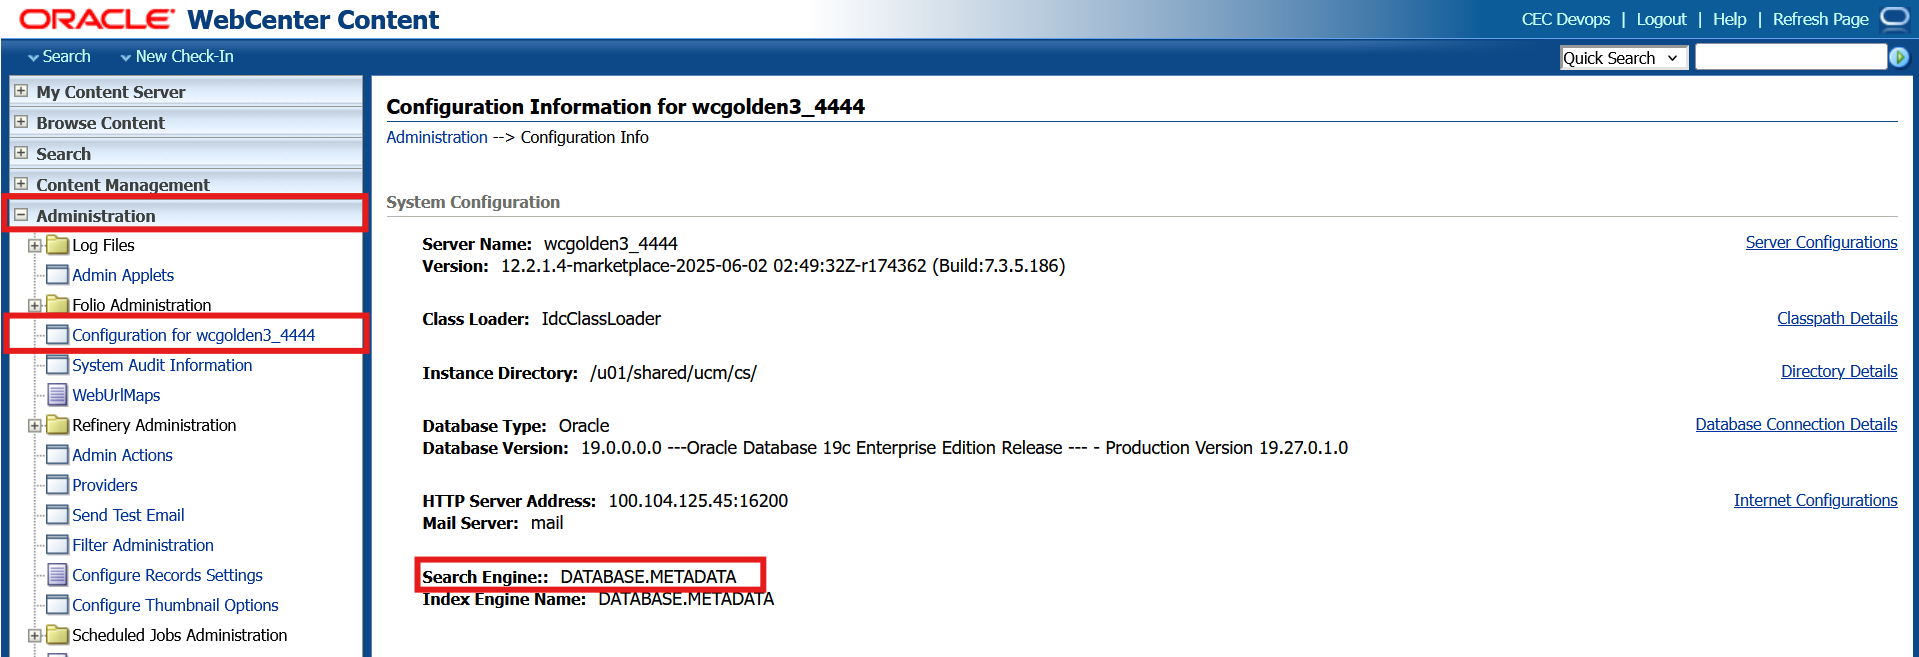 ORACLE WebCenter Content
CEC Devops | Logout | Help | Refresh Page
Search New Check-In
Quick Search
My Content Server
Browse Content
Search
Content Management
Administration
Log Files
Admin Applets
Folio Administration
Configuration for wcgolden3_4444
System Audit Information
WebUrlMaps
Refinery Administration
Admin Actions
Providers
Send Test Email
Filter Administration
Configure Records Settings
Configure Thumbnail Options
Scheduled Jobs Administration
Configuration Information for wcgolden3_4444
Administration --> Configuration Info
System Configuration
Server Name: wcgolden3_4444
Server Configurations
Version: 12.2.1.4-marketplace-2025-06-02 02:49:32Z-r174362 (Build:7.3.5.186)
Class Loader: IdcClassLoader
Classpath Details
Instance Directory: /u01/shared/ucm/cs/
Directory Details
Database Type: Oracle
Database Connection Details
Database Version: 19.0.0.0.0 ---Oracle Database 19c Enterprise Edition Release --- - Production Version 19.27.0.1.0
HTTP Server Address: 100.104.125.45:16200
Internet Configurations
Mail Server: mail
Search Engine:: DATABASE.METADATA
Index Engine Name: DATABASE.METADATA